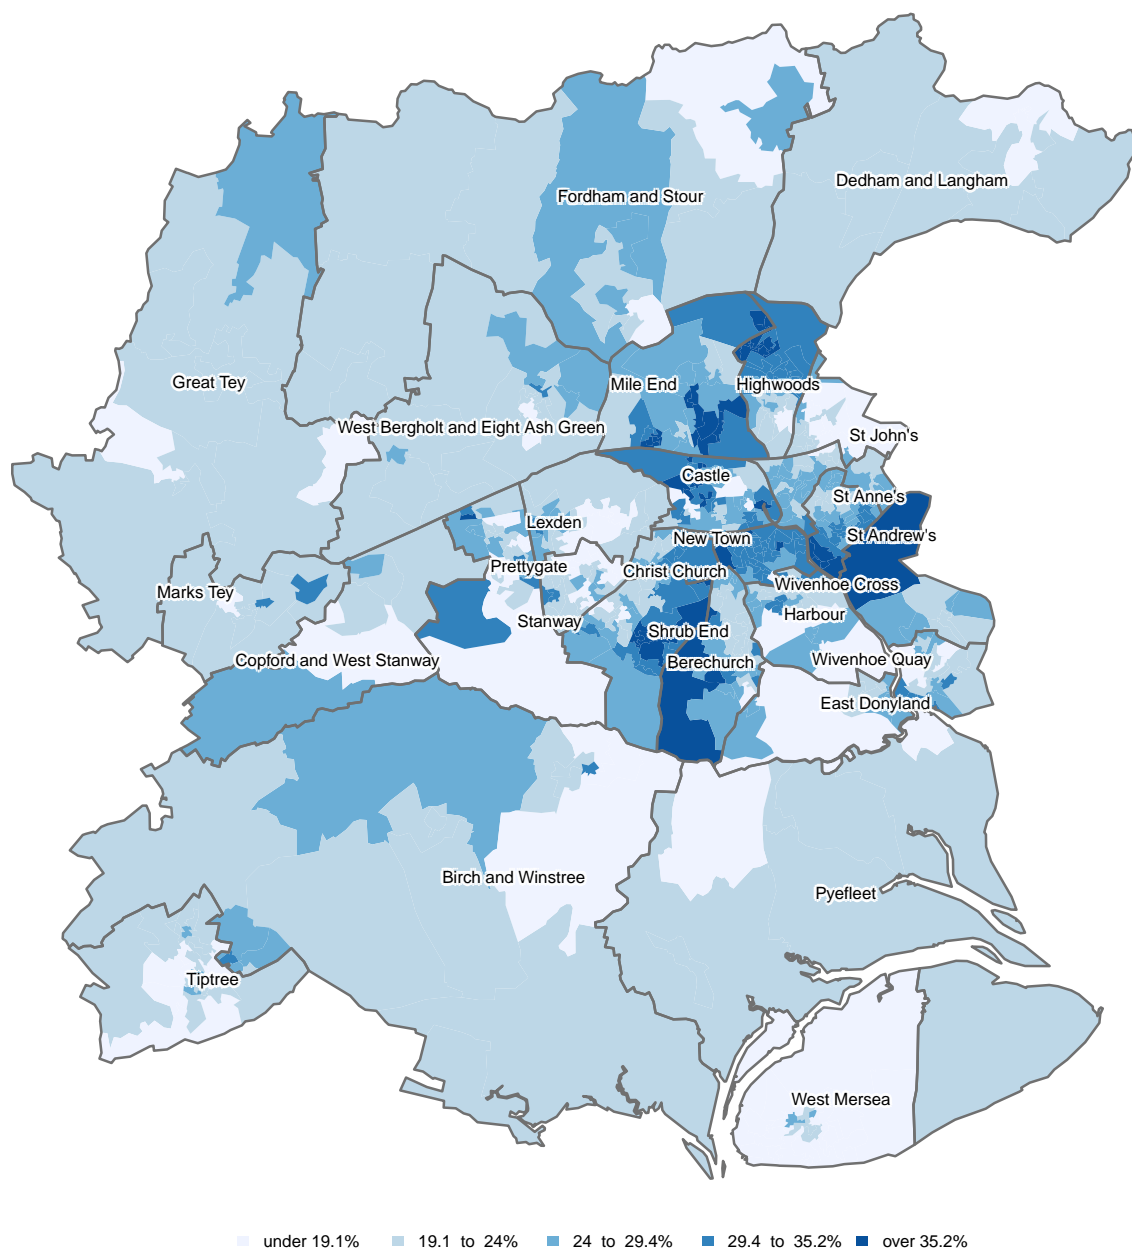 Dedham and Langham
Fordham and Stour
Great Tey
Mile End
Highwoods
West Bergholt and Eight Ash Green
St John's
Castle
St Anne's
Lexden
New Town
St Andrew's
Prettygate
Christ Church
Marks Tey
Wivenhoe Cross
Harbour
Stanway
Shrub End
Copford and West Stanway
Berechurch
Wivenhoe Quay
East Donyland
Birch and Winstree
Pyefleet
Tiptree
West Mersea
under 19.1% 19.1 to 24% 24 to 29.4% 29.4 to 35.2% over 35.2%